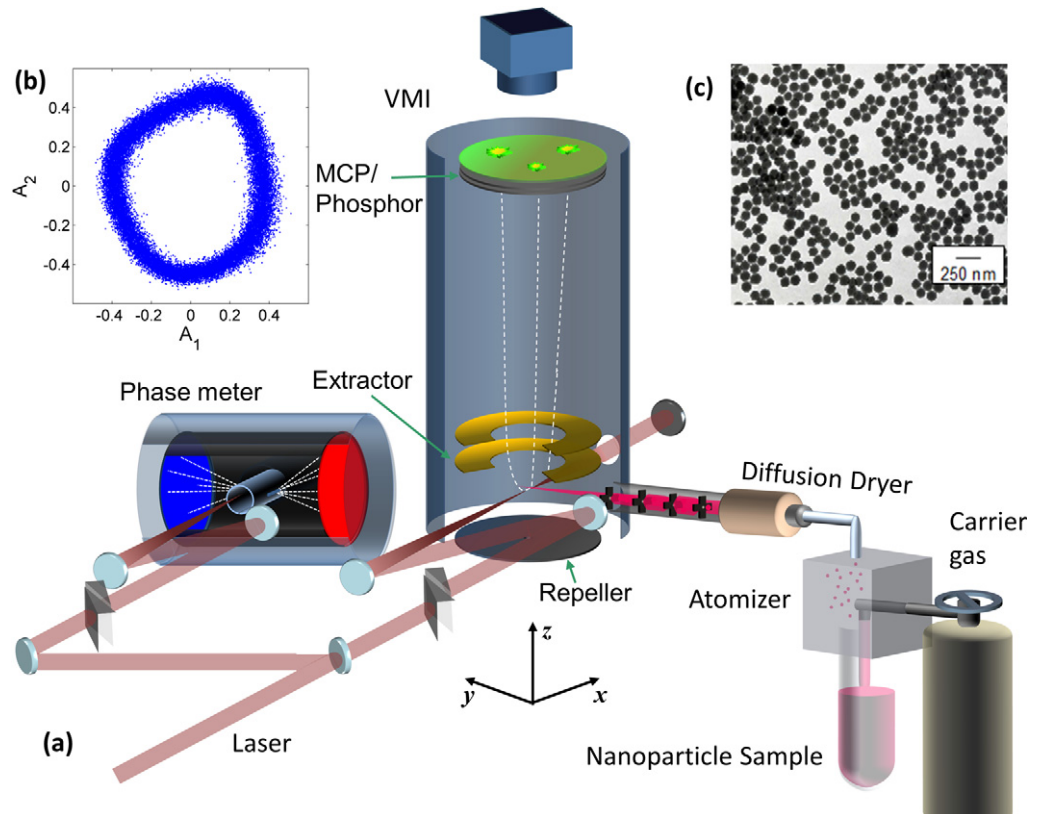 (b)
0.4
0.2
0
-0.2
-0.4
A2
-0.4 -0.2 0 0.2 0.4
A1
VMI
MCP/
Phosphor
(c)
250 nm
Phase meter
Extractor
Diffusion Dryer
Carrier
gas
Atomizer
Repeller
z
y
x
(a)
Laser
Nanoparticle Sample